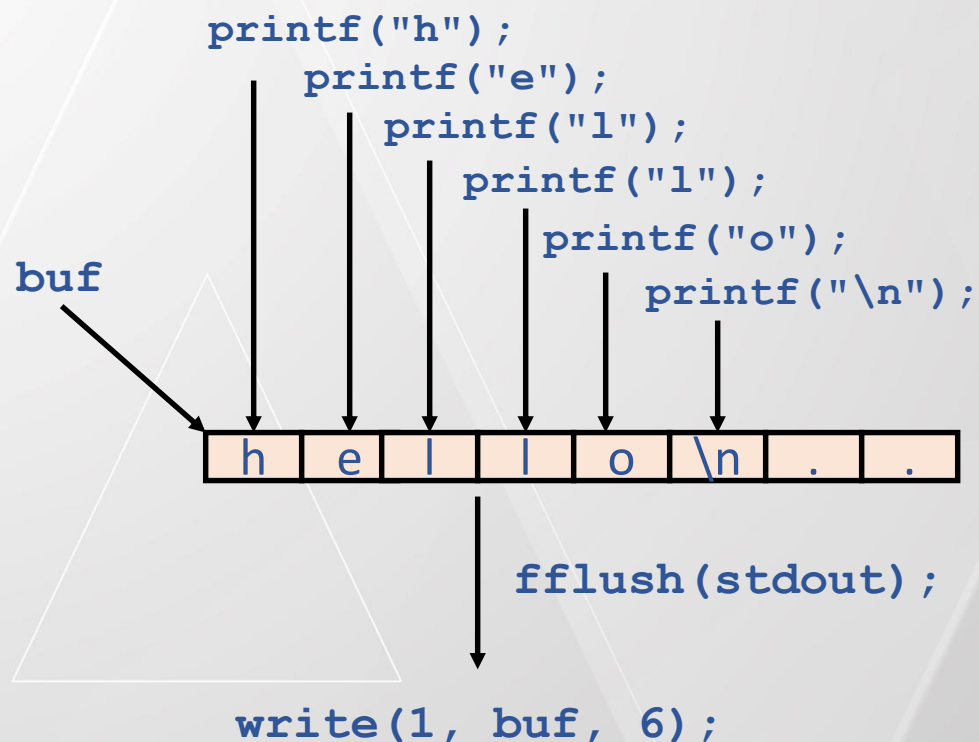 printf("h");
printf("e");
printf("l");
printf("l");
printf("o");
buf
printf("\n");
h e l l o \n . .
fflush(stdout);
write(1, buf, 6);